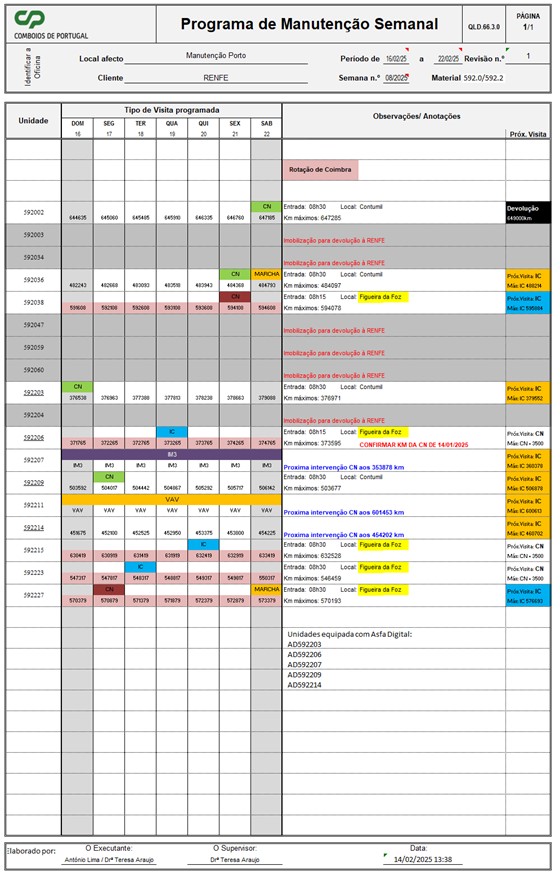 CP
COMBOIOS DE PORTUGAL
Programa de Manutenção Semanal
QLD.66.3.0
PÁGINA
1/1
Identificar a Oficina
Local afecto Manutenção Porto
Periodo de 16/02/25 a 22/02/25 Revisão n.º 1
Cliente RENFE
Semana n.º 08/2025 Material 592.0/592.2
Unidade
Tipo de Visita programada
Observações/ Anotações
DOM SEG TER QUA QUI SEX SAB
16 17 18 19 20 21 22
Próx. Visita
Rotação de Coimbra
CN Entrada: 08h30 Local: Contumil Devolução
592002 644635 645060 645485 645910 646335 646760 647185 Km máximos: 647285 649000km
592003
Imobilização para devolução à RENFE
592034
Imobilização para devolução à RENFE
CN MARCHA Entrada: 08h30 Local: Contumil Próx.Visita: IC
592036 482243 482668 483093 483518 483943 484368 484793 Km máximos: 484097 Máx:IC 488214
CN Entrada: 08h15 Local: Figueira da Foz Próx.Visita: IC
592038 591608 592108 592608 593108 593608 594108 594608 Km máximos: 594078 Máx:IC 595884
592047
Imobilização para devolução à RENFE
592059
Imobilização para devolução à RENFE
592060
Imobilização para devolução à RENFE
CN Entrada: 08h30 Local: Contumil Próx.Visita: IC
592203 376538 376963 377388 377813 378238 378663 379088 Km máximos: 376971 Máx:IC 379552
592204
Imobilização para devolução à RENFE
IC Entrada: 08h15 Local: Figueira da Foz Próx.Visita: CN
592206 371765 372265 372765 373265 373765 374265 374765 Km máximos: 373595 CONFIRMAR KM DA CN DE 14/01/2025 Máx: CN + 3500
592207 IM3 Próx.Visita: IC
IM3 IM3 IM3 IM3 IM3 IM3 IM3 Proxima intervenção CN aos 353878 km Máx:IC 360378
CN Entrada: 08h30 Local: Contumil Próx.Visita: IC
592209 503592 504017 504442 504867 505292 505717 506142 Km máximos: 503677 Máx:IC 506878
592211 VAV Próx.Visita: IC
VAV VAV VAV VAV VAV VAV VAV Proxima intervenção CN aos 601453 km Máx:IC 600613
592214 Próx.Visita: IC
451675 452100 452525 452950 453375 453800 454225 Proxima intervenção CN aos 454202 km Máx:IC 460702
IC Entrada: 08h30 Local: Figueira da Foz Próx.Visita: CN
592215 630419 630919 631419 631919 632419 632919 633419 Km máximos: 632528 Máx: CN + 3500
IC Entrada: 08h30 Local: Figueira da Foz Próx.Visita: CN
592223 547317 547817 548317 548817 549317 549817 550317 Km máximos: 546459 Máx: CN + 3500
CN MARCHA Entrada: 08h30 Local: Figueira da Foz Próx.Visita: IC
592227 570379 570879 571379 571879 572379 572879 573379 Km máximos: 570193 Máx:IC 576693
Unidades equipada com Asfa Digital:
AD592203
AD592206
AD592207
AD592209
AD592214
Elaborado por: O Executante: O Supervisor: Data:
António Lima / Drª Teresa Araujo Drª Teresa Araujo 14/02/2025 13:38